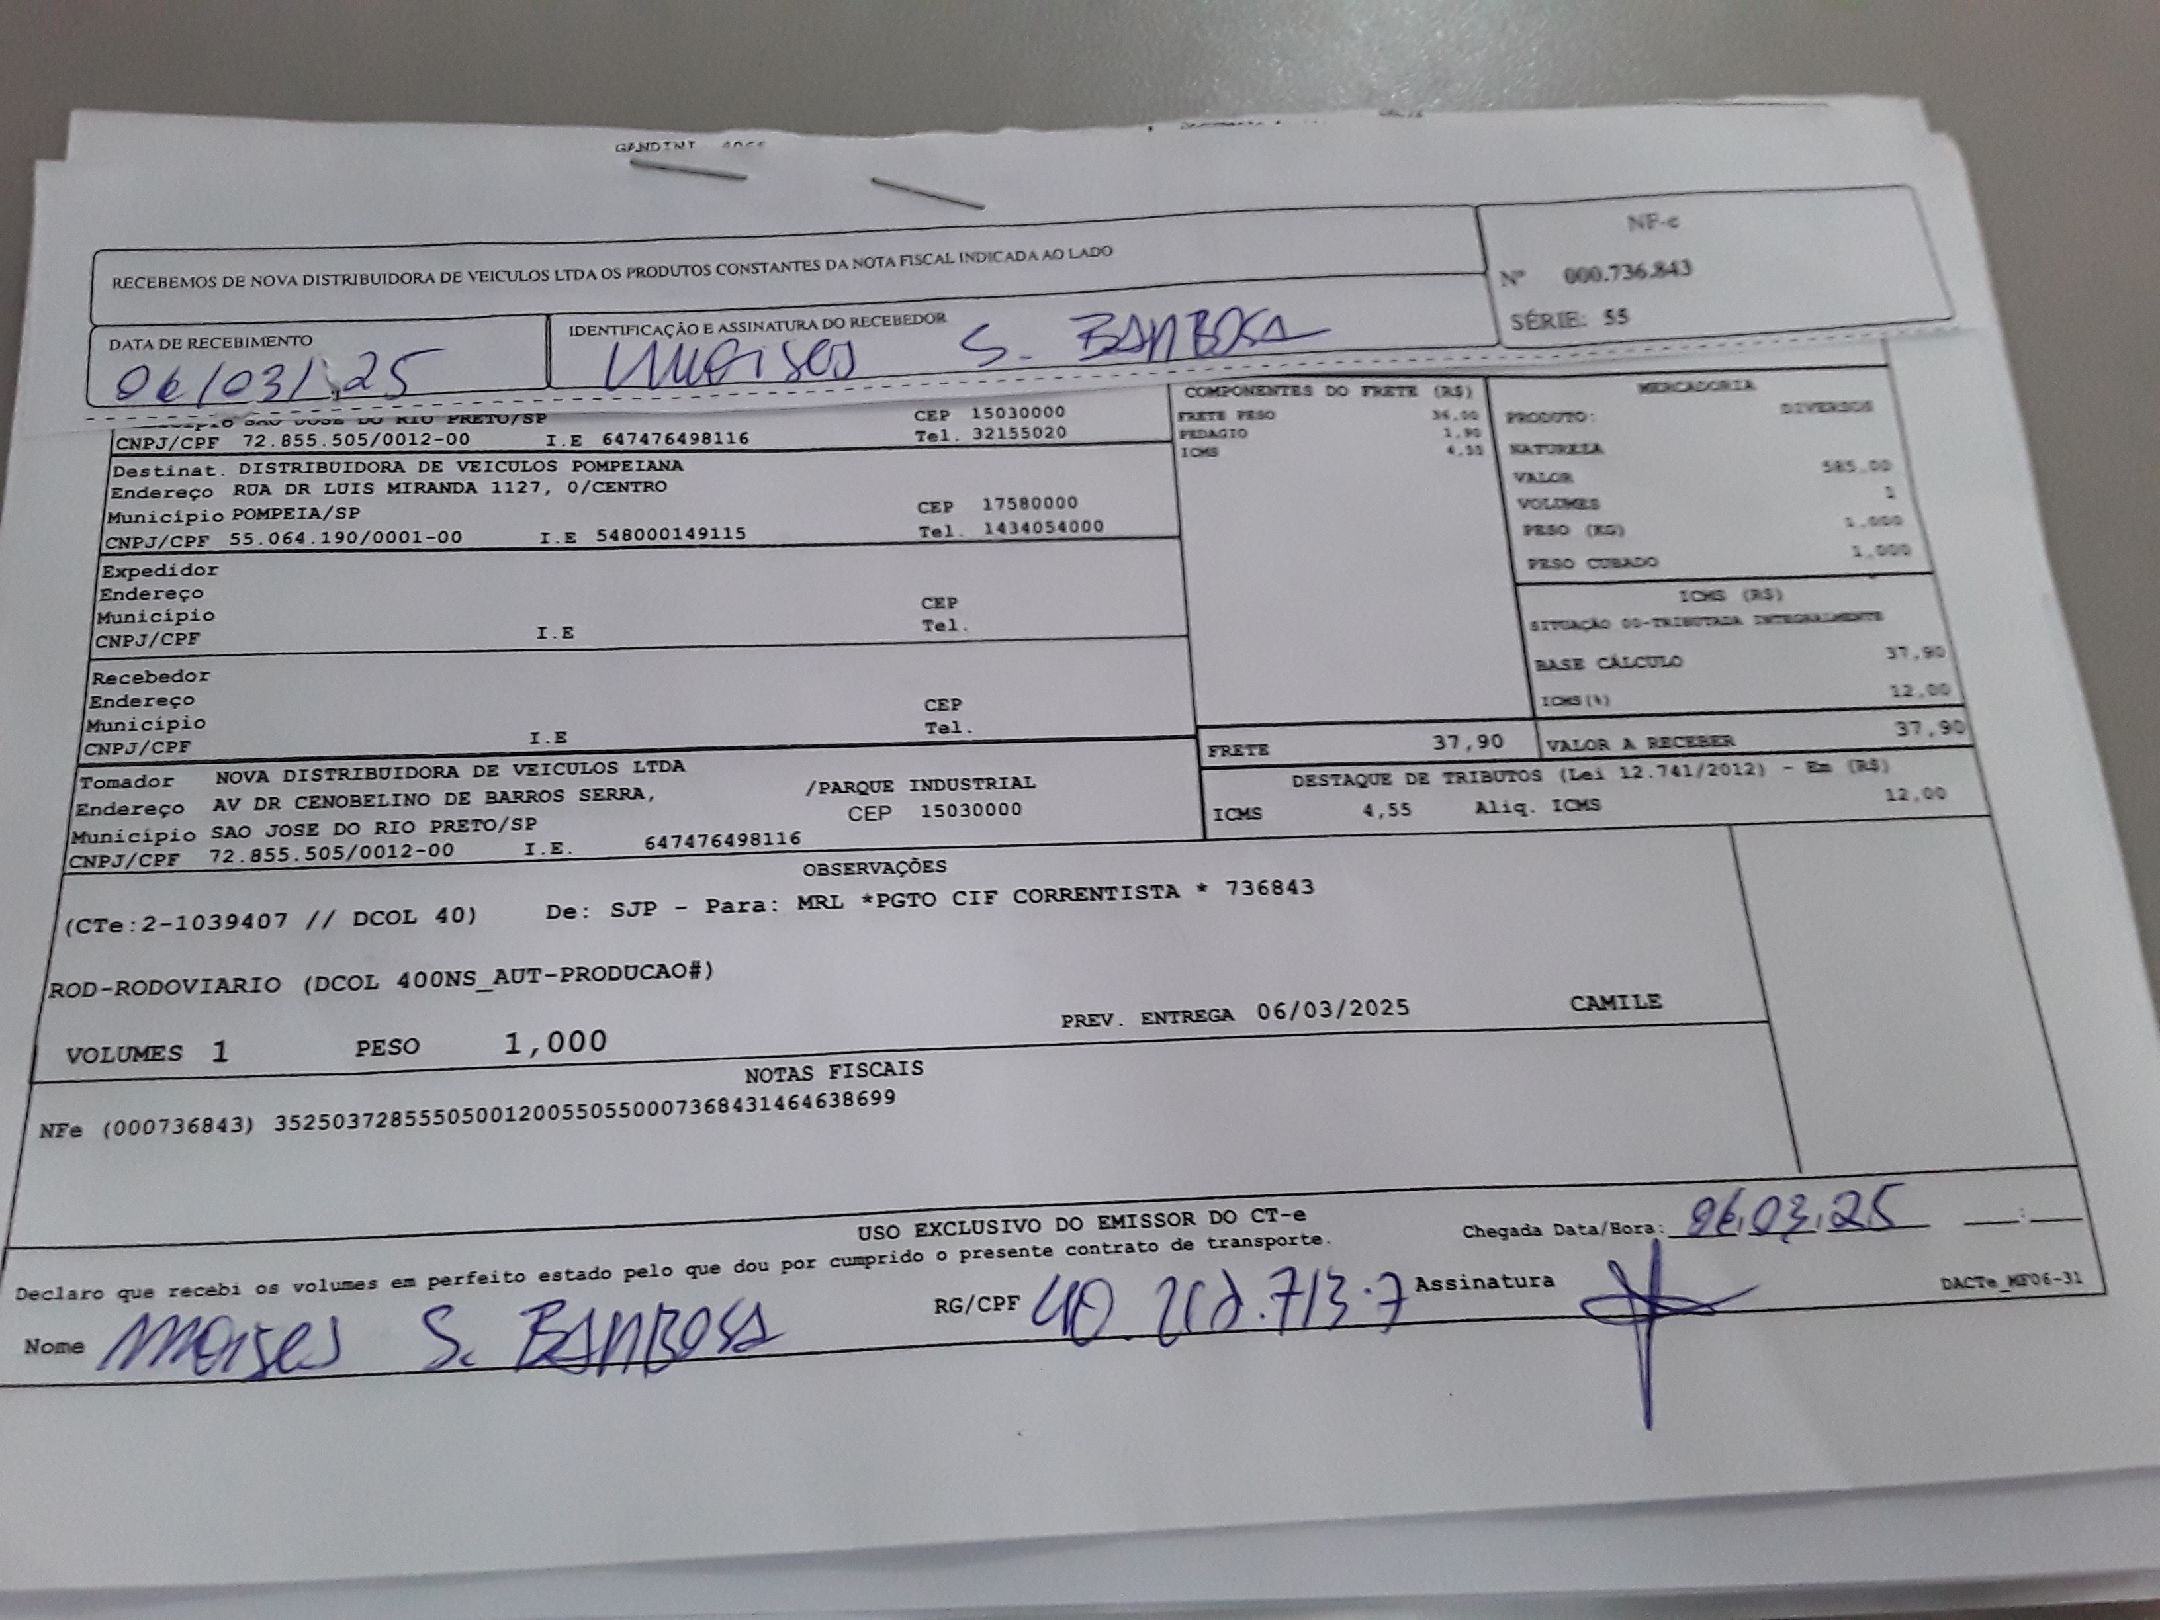 GANDINI
RECEBEMOS DE NOVA DISTRIBUIDORA DE VEICULOS LTDA OS PRODUTOS CONSTANTES DA NOTA FISCAL INDICADA AO LADO
NF-e
Nº 000.736.843
SÉRIE: 55
DATA DE RECEBIMENTO
06/03/25
IDENTIFICAÇÃO E ASSINATURA DO RECEBEDOR
Moises S. BARBOSA
SAO JOSE DO RIO PRETO/SP CEP 15030000
CNPJ/CPF 72.855.505/0012-00 I.E 647476498116 Tel. 32155020
Destinat. DISTRIBUIDORA DE VEICULOS POMPEIANA
Endereço RUA DR LUIS MIRANDA 1127, 0/CENTRO
Município POMPEIA/SP CEP 17580000
CNPJ/CPF 55.064.190/0001-00 I.E 548000149115 Tel. 1434054000
Expedidor
Endereço
Município CEP
CNPJ/CPF I.E Tel.
Recebedor
Endereço
Município CEP
CNPJ/CPF I.E Tel.
Tomador NOVA DISTRIBUIDORA DE VEICULOS LTDA
Endereço AV DR CENOBELINO DE BARROS SERRA, /PARQUE INDUSTRIAL
Município SAO JOSE DO RIO PRETO/SP CEP 15030000
CNPJ/CPF 72.855.505/0012-00 I.E. 647476498116
COMPONENTES DO FRETE (R$)
FRETE PESO 36,00
PEDAGIO 1,90
ICMS 4,55
MERCADORIA
PRODUTO: DIVERSOS
NATUREZA
VALOR 585,00
VOLUMES 1
PESO (KG) 1,000
PESO CUBADO 1,000
ICMS (R$)
SITUAÇÃO 00-TRIBUTADA INTEGRALMENTE
BASE CÁLCULO 37,90
ICMS(%) 12,00
FRETE 37,90 VALOR A RECEBER 37,90
DESTAQUE DE TRIBUTOS (Lei 12.741/2012) - Em (R$)
ICMS 4,55 Aliq. ICMS 12,00
OBSERVAÇÕES
(CTe:2-1039407 // DCOL 40) De: SJP - Para: MRL *PGTO CIF CORRENTISTA * 736843
ROD-RODOVIARIO (DCOL 400NS_AUT-PRODUCAO#)
VOLUMES 1 PESO 1,000 PREV. ENTREGA 06/03/2025 CAMILE
NOTAS FISCAIS
NFe (000736843) 35250372855505001200550550007368431464638699
USO EXCLUSIVO DO EMISSOR DO CT-e
Declaro que recebi os volumes em perfeito estado pelo que dou por cumprido o presente contrato de transporte.
Chegada Data/Hora: 06.03.25 __:__
Nome Moises S. BARBOSA RG/CPF Assinatura
DACTe_MF06-31